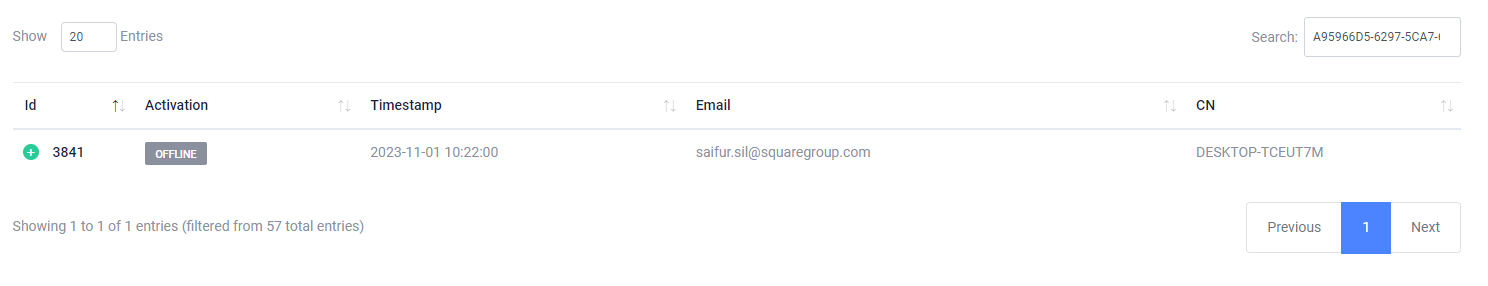 Show 20 Entries Search: A95966D5-6297-5CA7-
Id Activation Timestamp Email CN
3841 OFFLINE 2023-11-01 10:22:00 saifur.sil@squaregroup.com DESKTOP-TCEUT7M
Showing 1 to 1 of 1 entries (filtered from 57 total entries) Previous 1 Next